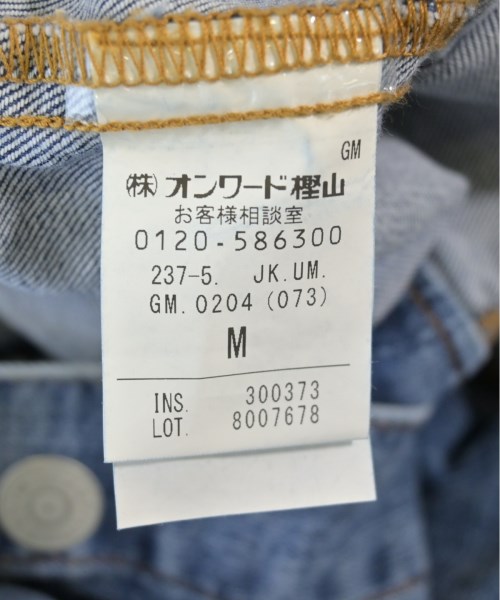 GM
(株)オンワード樫山
お客様相談室
0120-586300
237-5. JK.UM.
GM.0204(073)
M
INS. 300373
LOT. 8007678